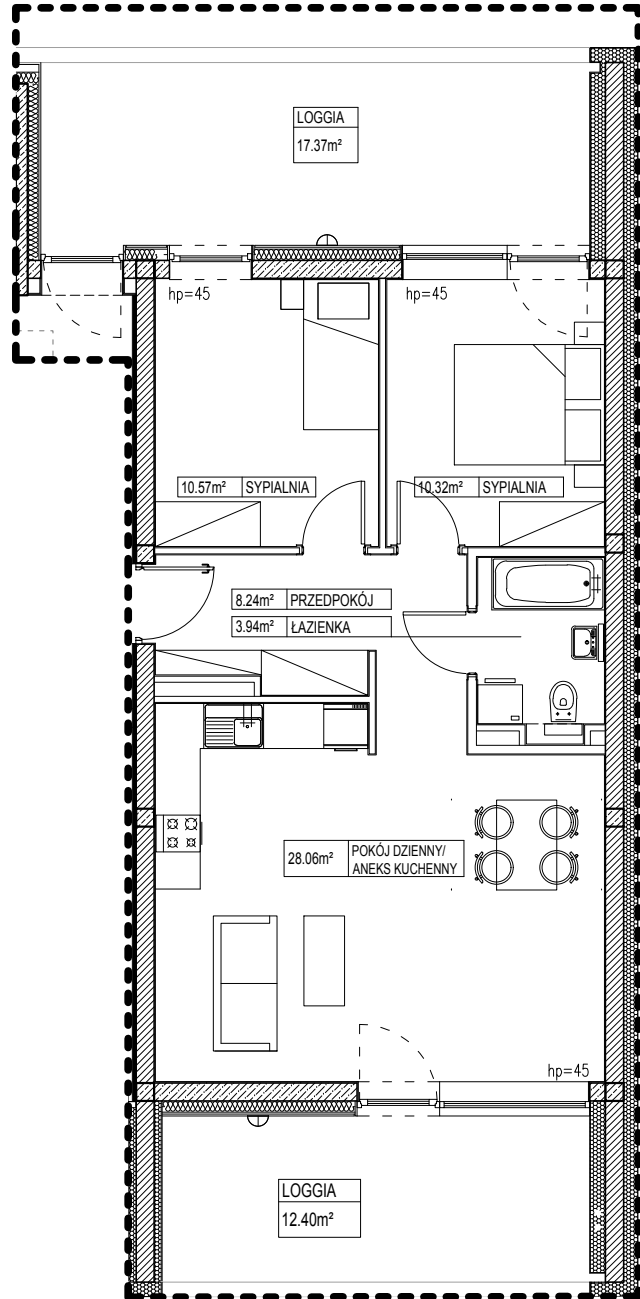 LOGGIA
17.37m²
hp=45
hp=45
10.57m² SYPIALNIA
10.32m² SYPIALNIA
8.24m² PRZEDPOKÓJ
3.94m² ŁAZIENKA
28.06m² POKÓJ DZIENNY/
ANEKS KUCHENNY
hp=45
LOGGIA
12.40m²